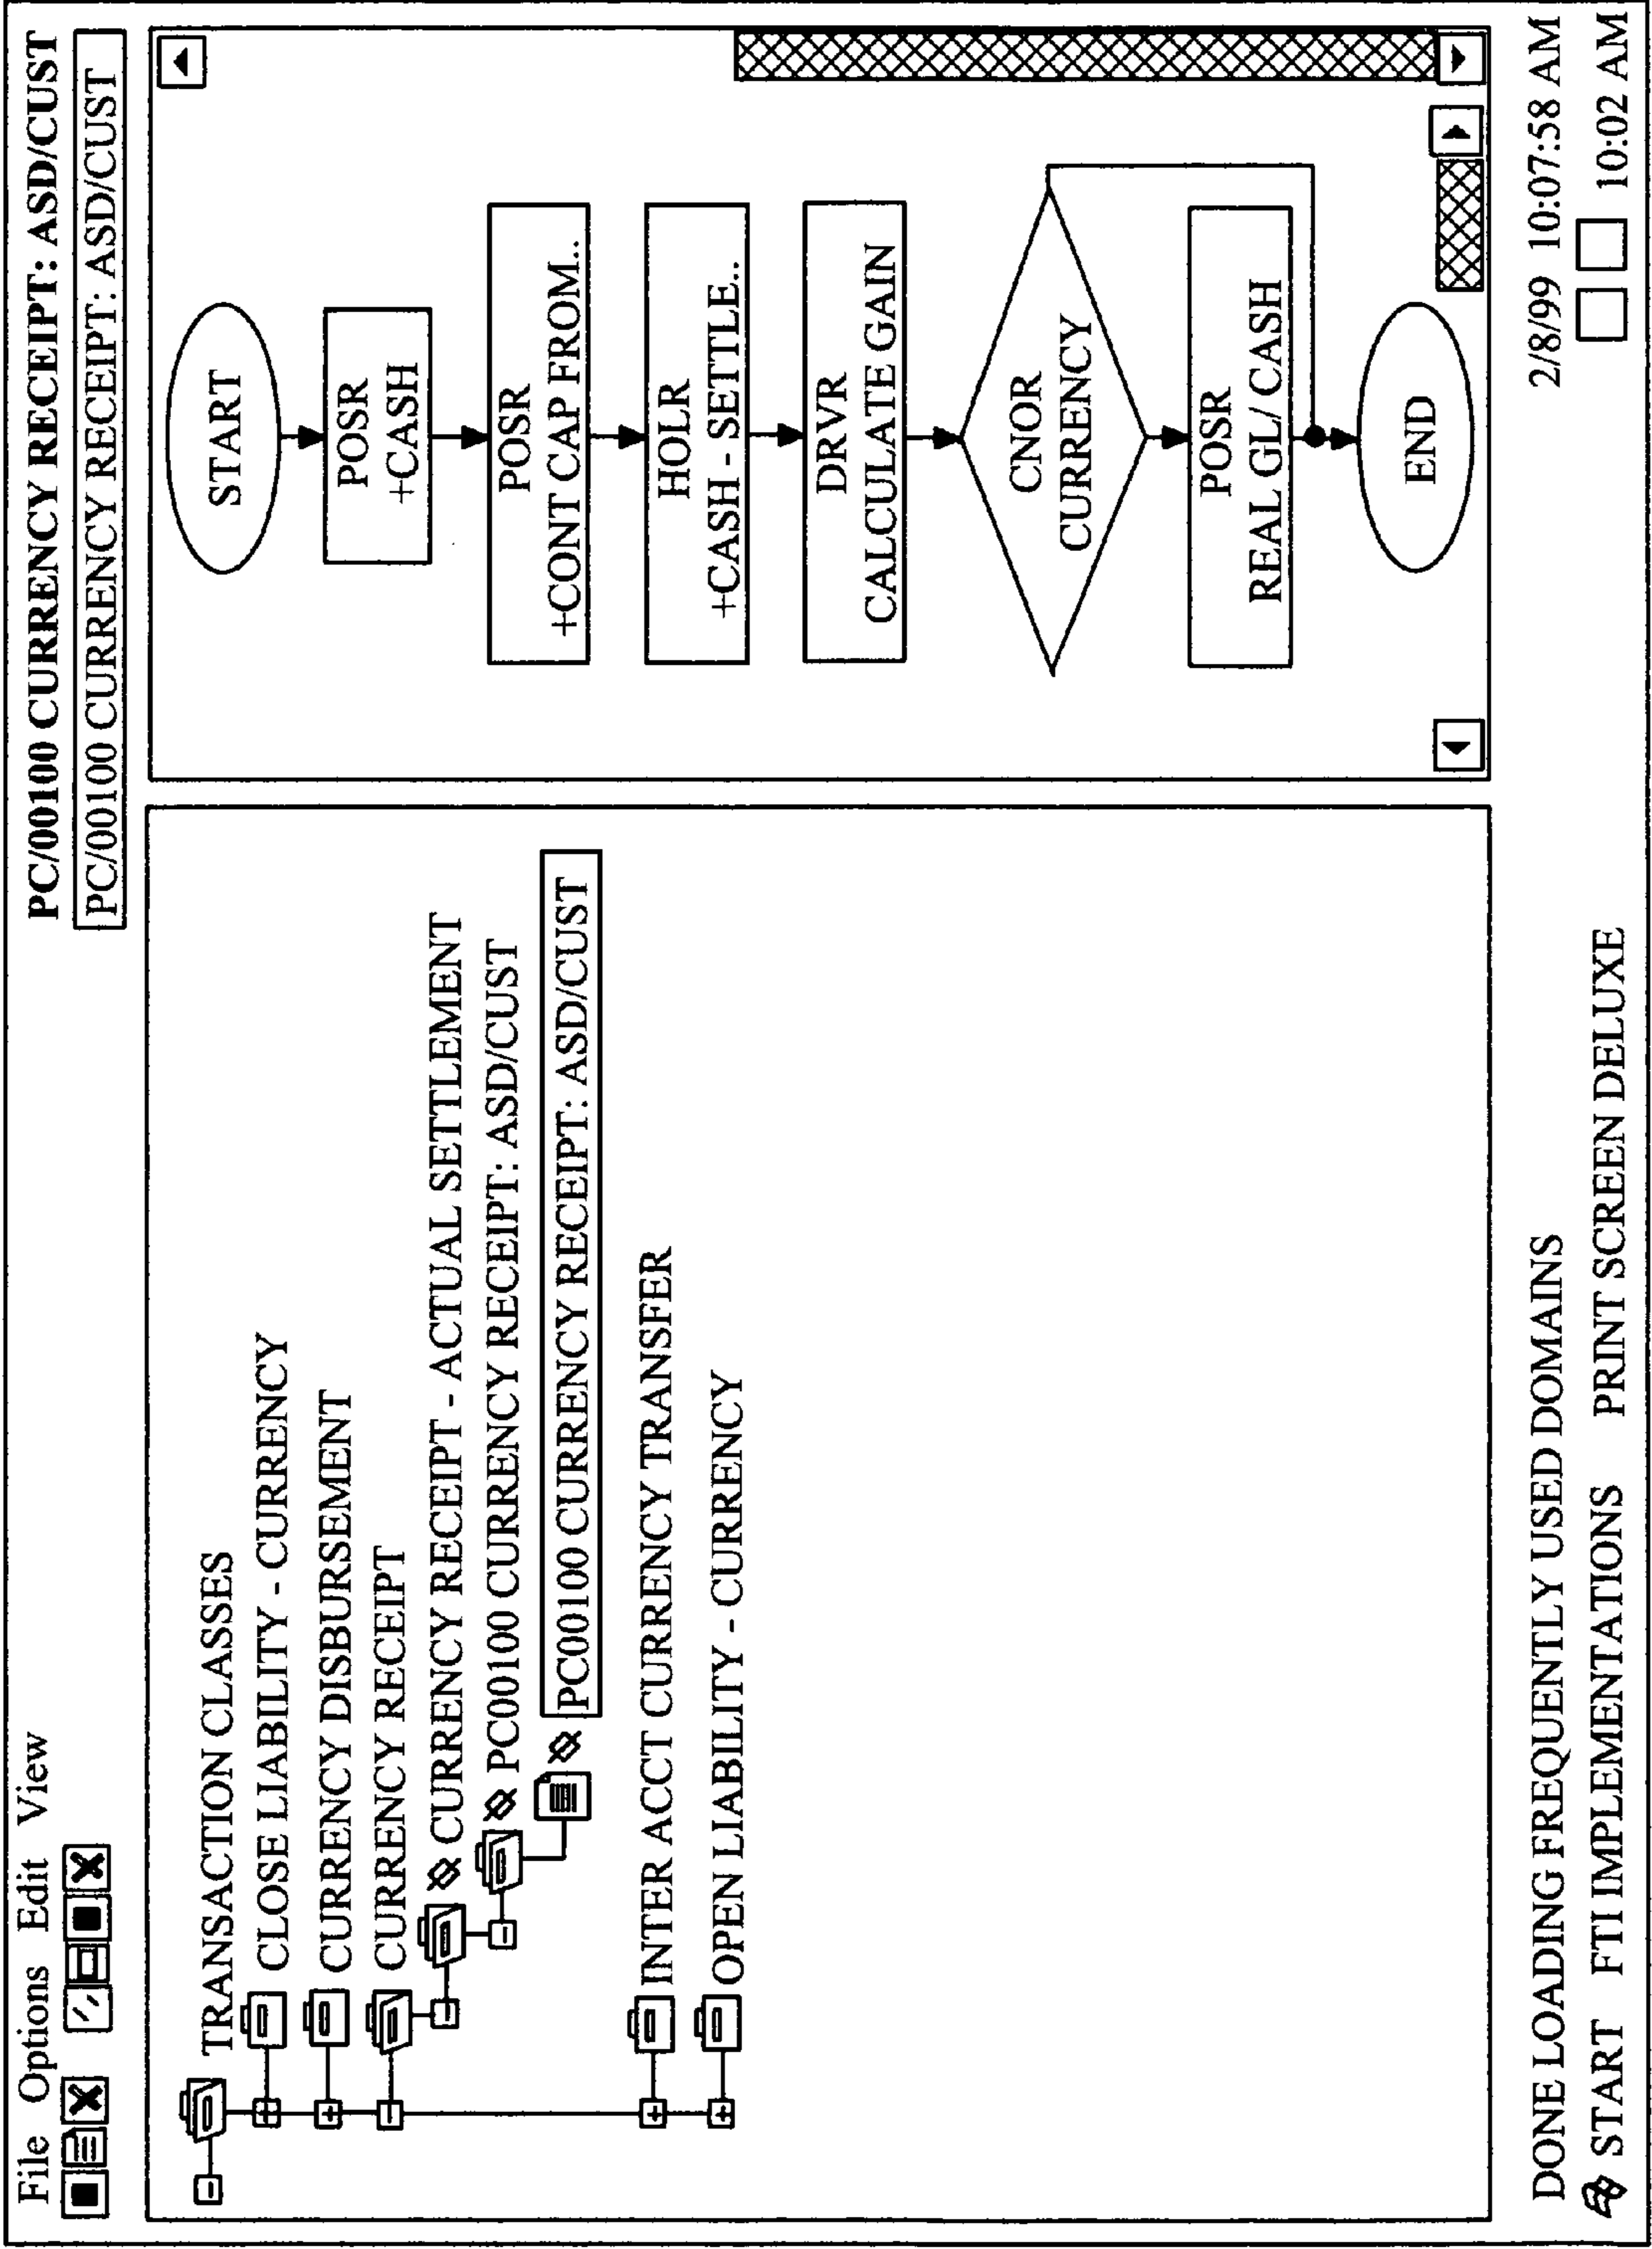 File Options Edit View
PC/00100 CURRENCY RECEIPT: ASD/CUST
PC/00100 CURRENCY RECEIPT: ASD/CUST
TRANSACTION CLASSES
CLOSE LIABILITY - CURRENCY
CURRENCY DISBURSEMENT
CURRENCY RECEIPT
CURRENCY RECEIPT - ACTUAL SETTLEMENT
PC00100 CURRENCY RECEIPT: ASD/CUST
PC00100 CURRENCY RECEIPT: ASD/CUST
INTER ACCT CURRENCY TRANSFER
OPEN LIABILITY - CURRENCY
START
POSR
+CASH
POSR
+CONT CAP FROM..
HOLR
+CASH - SETTLE..
DRVR
CALCULATE GAIN
CNOR
CURRENCY
POSR
REAL GL/ CASH
END
DONE LOADING FREQUENTLY USED DOMAINS
2/8/99 10:07:58 AM
START FTI IMPLEMENTATIONS PRINT SCREEN DELUXE
10:02 AM